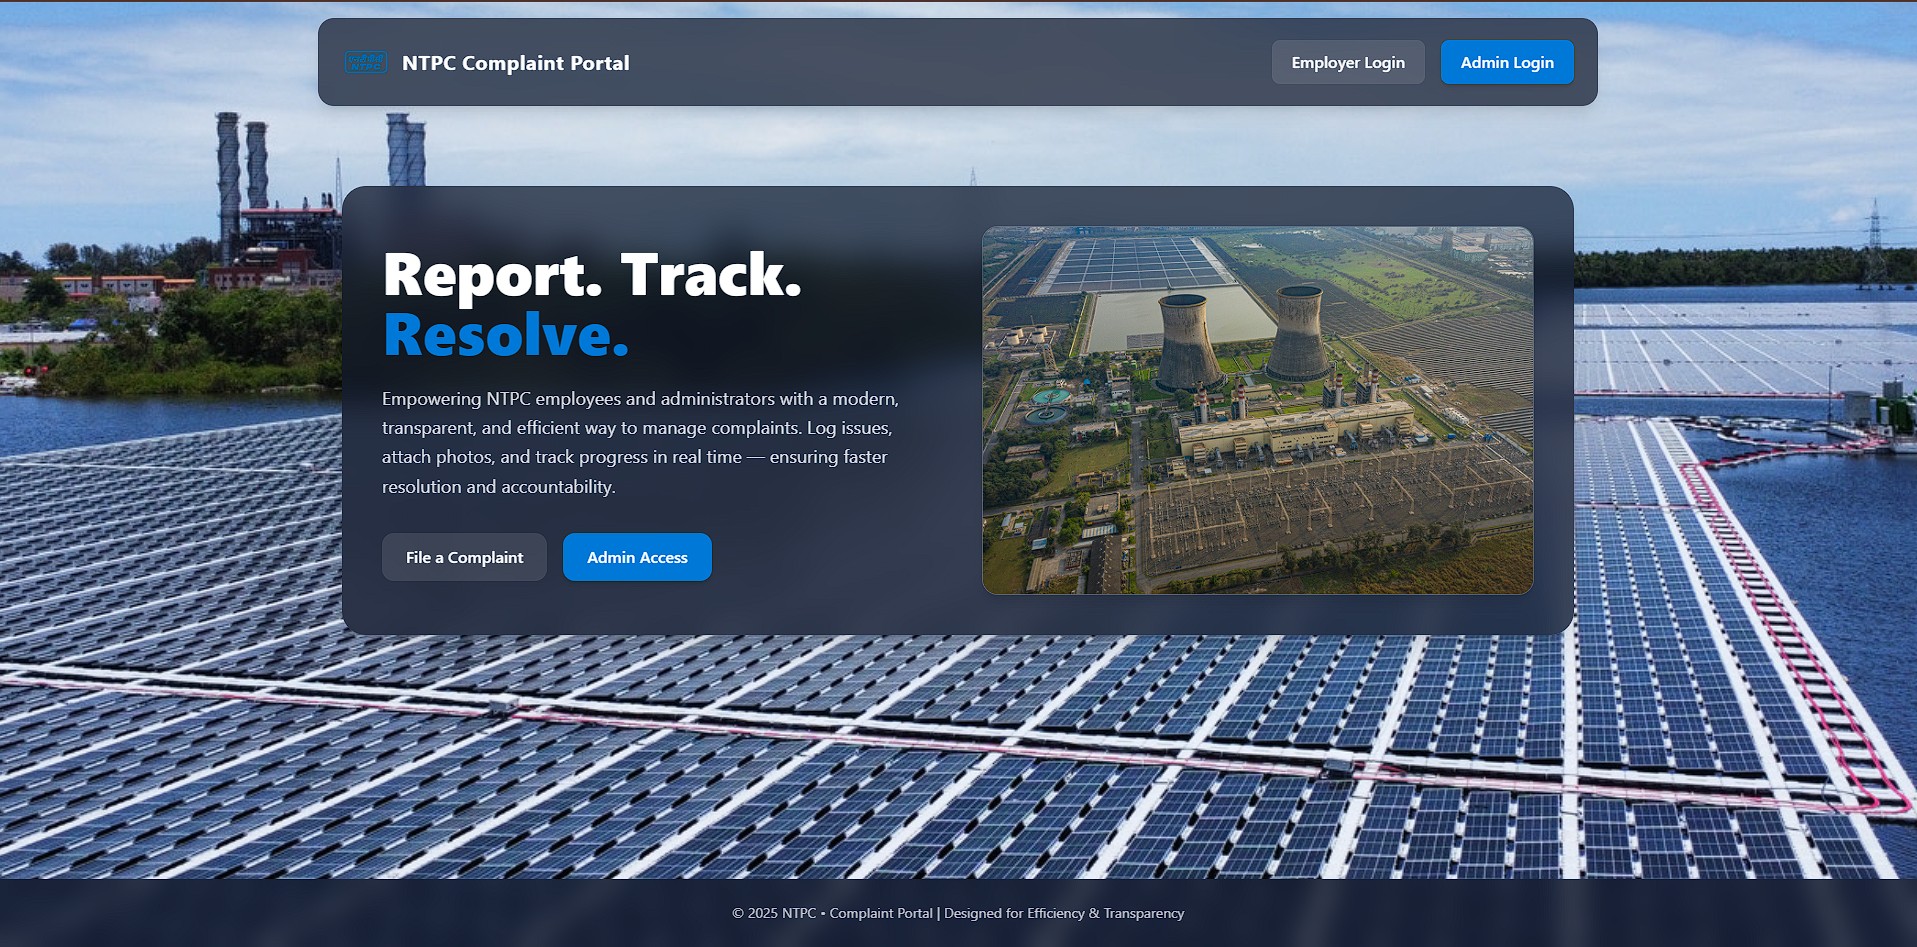 NTPC
NTPC Complaint Portal
Employer Login
Admin Login
Report. Track.
Resolve.
Empowering NTPC employees and administrators with a modern,
transparent, and efficient way to manage complaints. Log issues,
attach photos, and track progress in real time — ensuring faster
resolution and accountability.
File a Complaint
Admin Access
© 2025 NTPC • Complaint Portal | Designed for Efficiency & Transparency